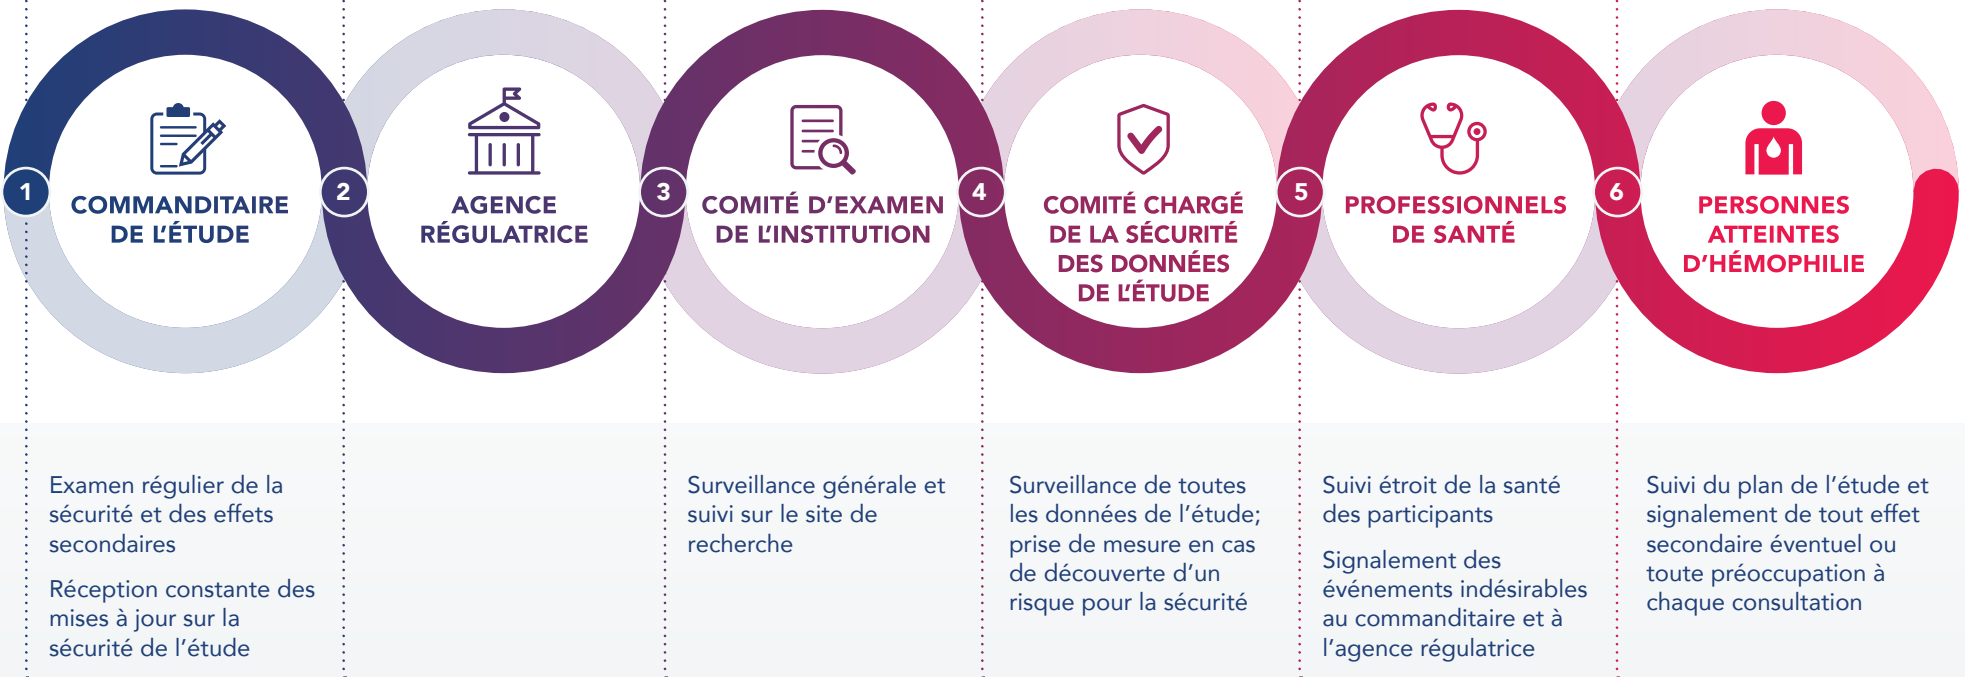 1
COMMANDITAIRE
DE L'ÉTUDE
2
AGENCE
RÉGULATRICE
3
COMITÉ D'EXAMEN
DE L'INSTITUTION
4
COMITÉ CHARGÉ
DE LA SÉCURITÉ
DES DONNÉES
DE L'ÉTUDE
5
PROFESSIONNELS
DE SANTÉ
6
PERSONNES
ATTEINTES
D'HÉMOPHILIE
Examen régulier de la
sécurité et des effets
secondaires
Réception constante des
mises à jour sur la
sécurité de l'étude
Surveillance générale et
suivi sur le site de
recherche
Surveillance de toutes
les données de l'étude;
prise de mesure en cas
de découverte d'un
risque pour la sécurité
Suivi étroit de la santé
des participants
Signalement des
événements indésirables
au commanditaire et à
l'agence régulatrice
Suivi du plan de l'étude et
signalement de tout effet
secondaire éventuel ou
toute préoccupation à
chaque consultation